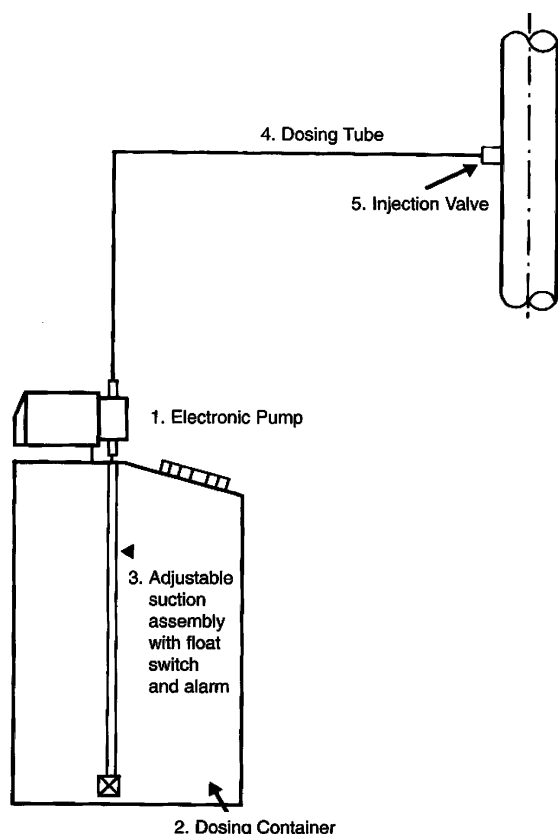 4. Dosing Tube
5. Injection Valve
1. Electronic Pump
3. Adjustable
suction
assembly
with float
switch
and alarm
2. Dosing Container